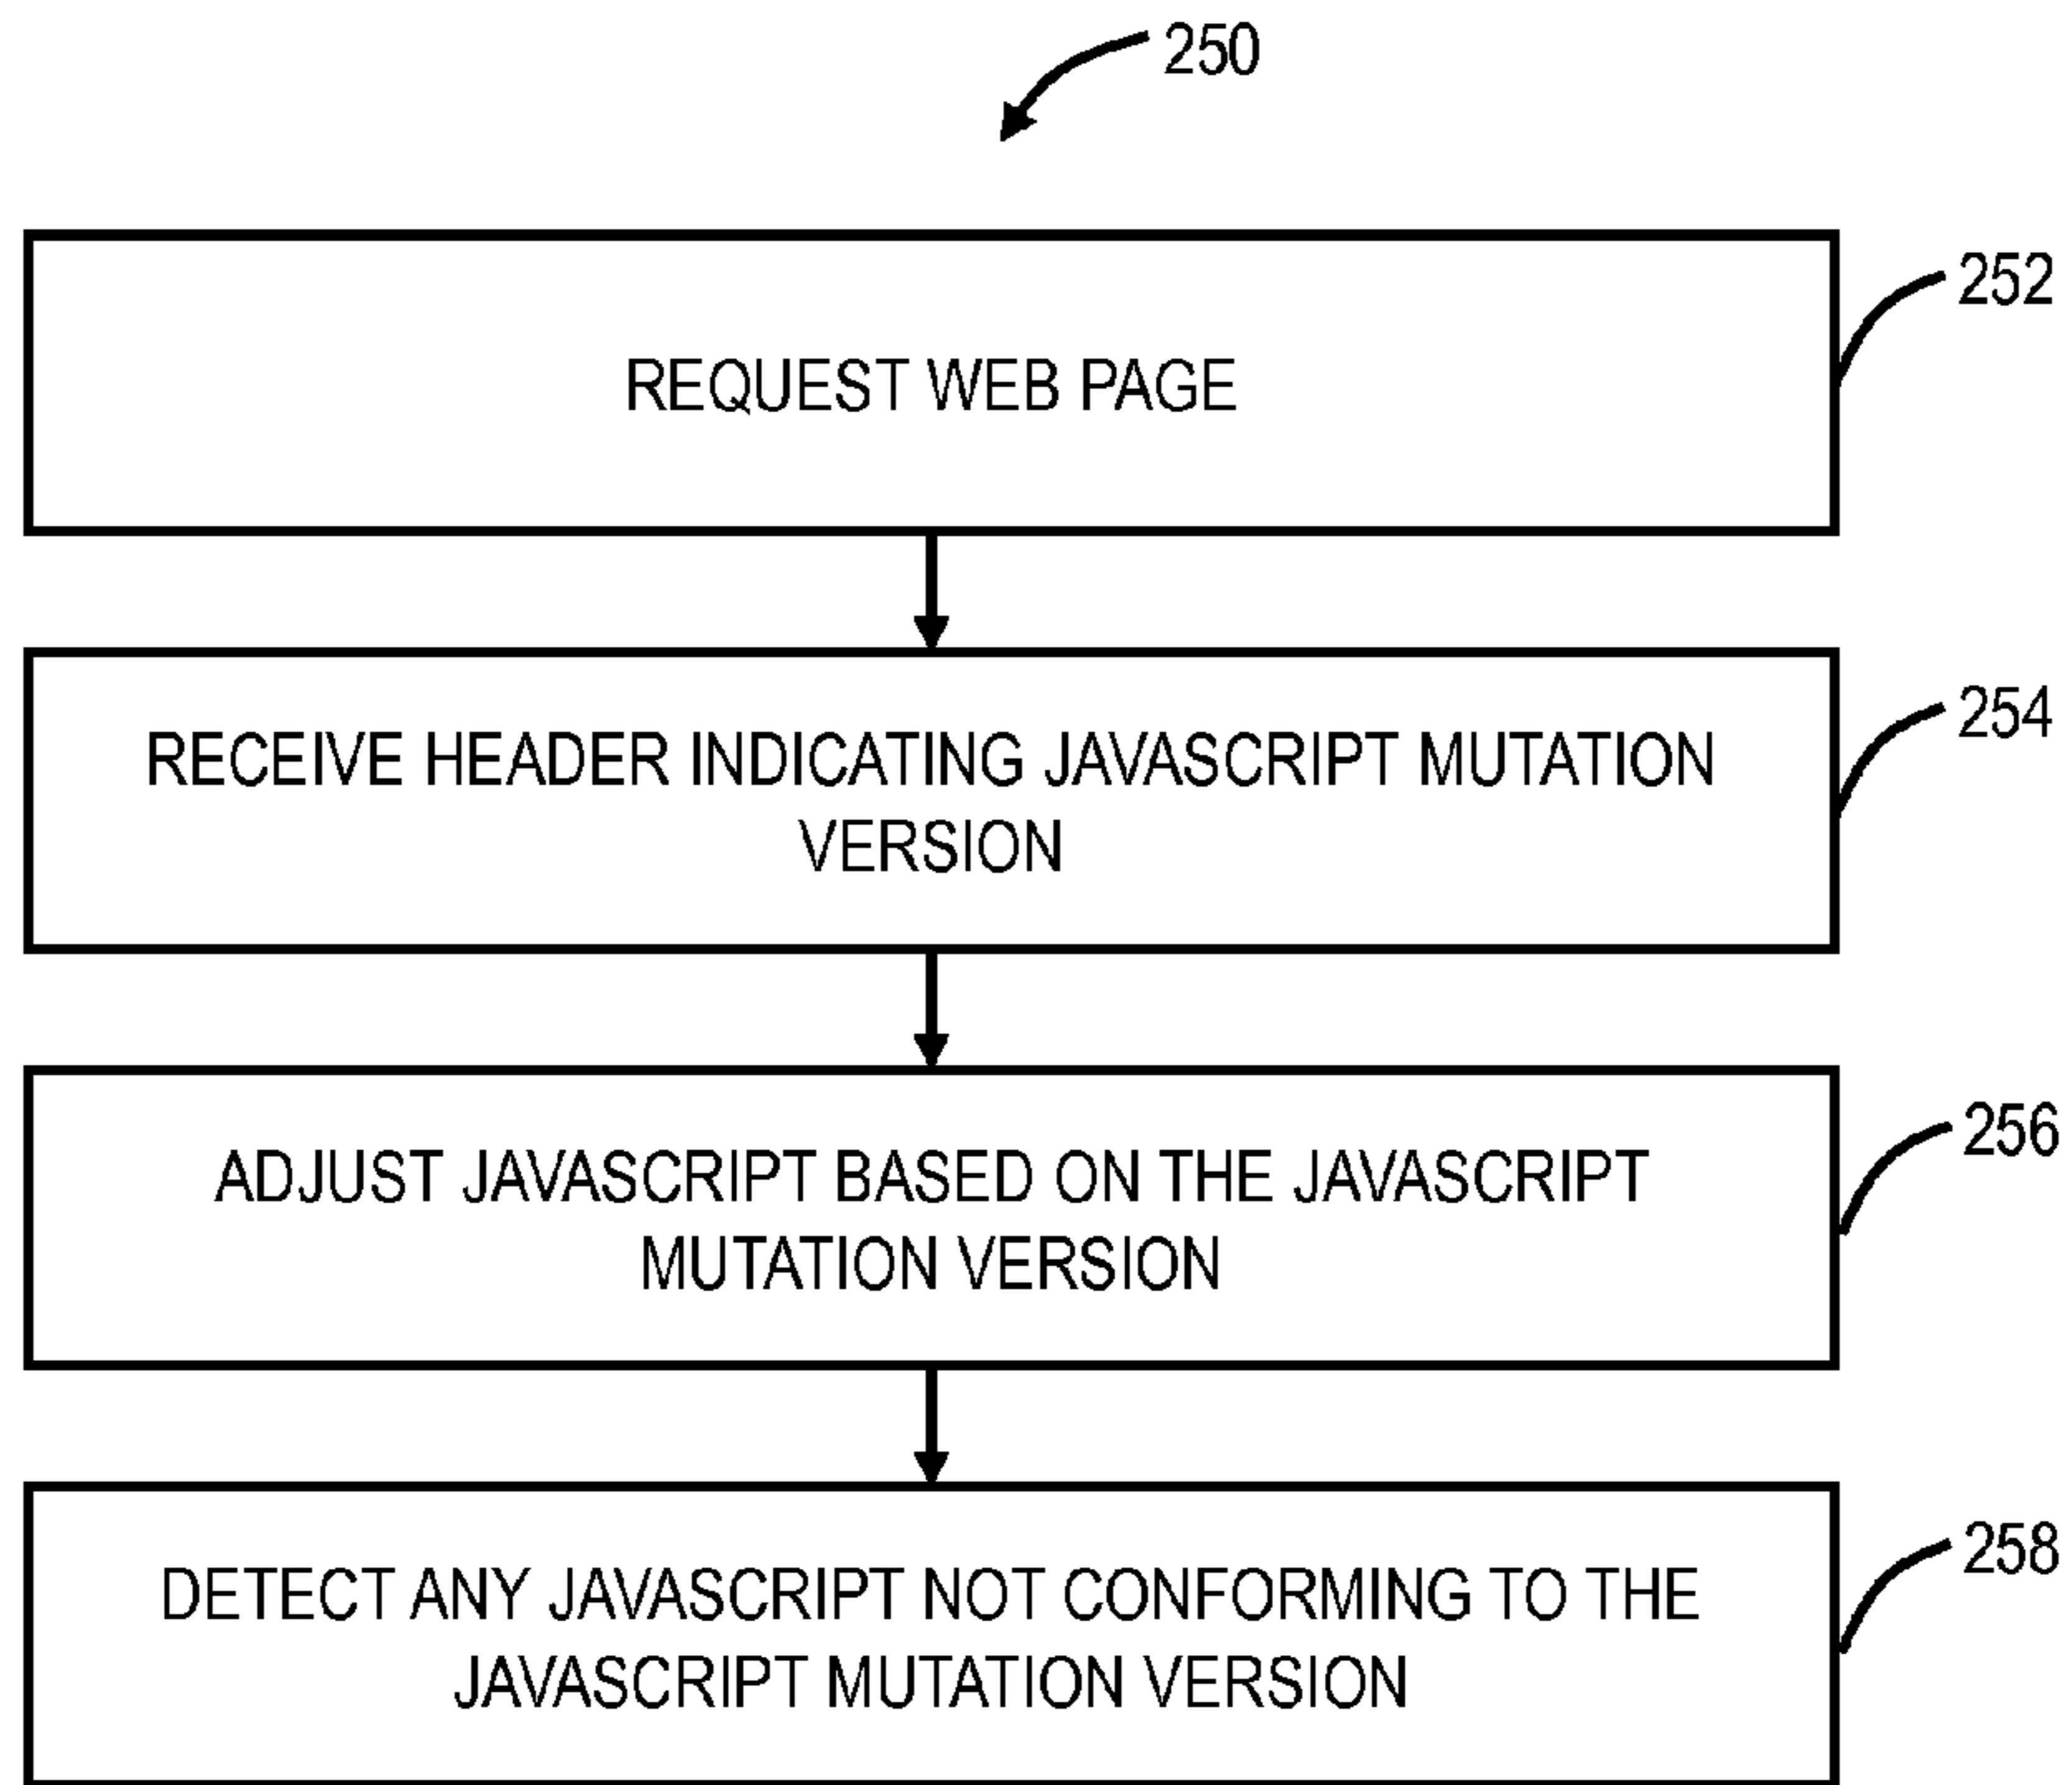 250
252
REQUEST WEB PAGE
254
RECEIVE HEADER INDICATING JAVASCRIPT MUTATION
VERSION
256
ADJUST JAVASCRIPT BASED ON THE JAVASCRIPT
MUTATION VERSION
258
DETECT ANY JAVASCRIPT NOT CONFORMING TO THE
JAVASCRIPT MUTATION VERSION